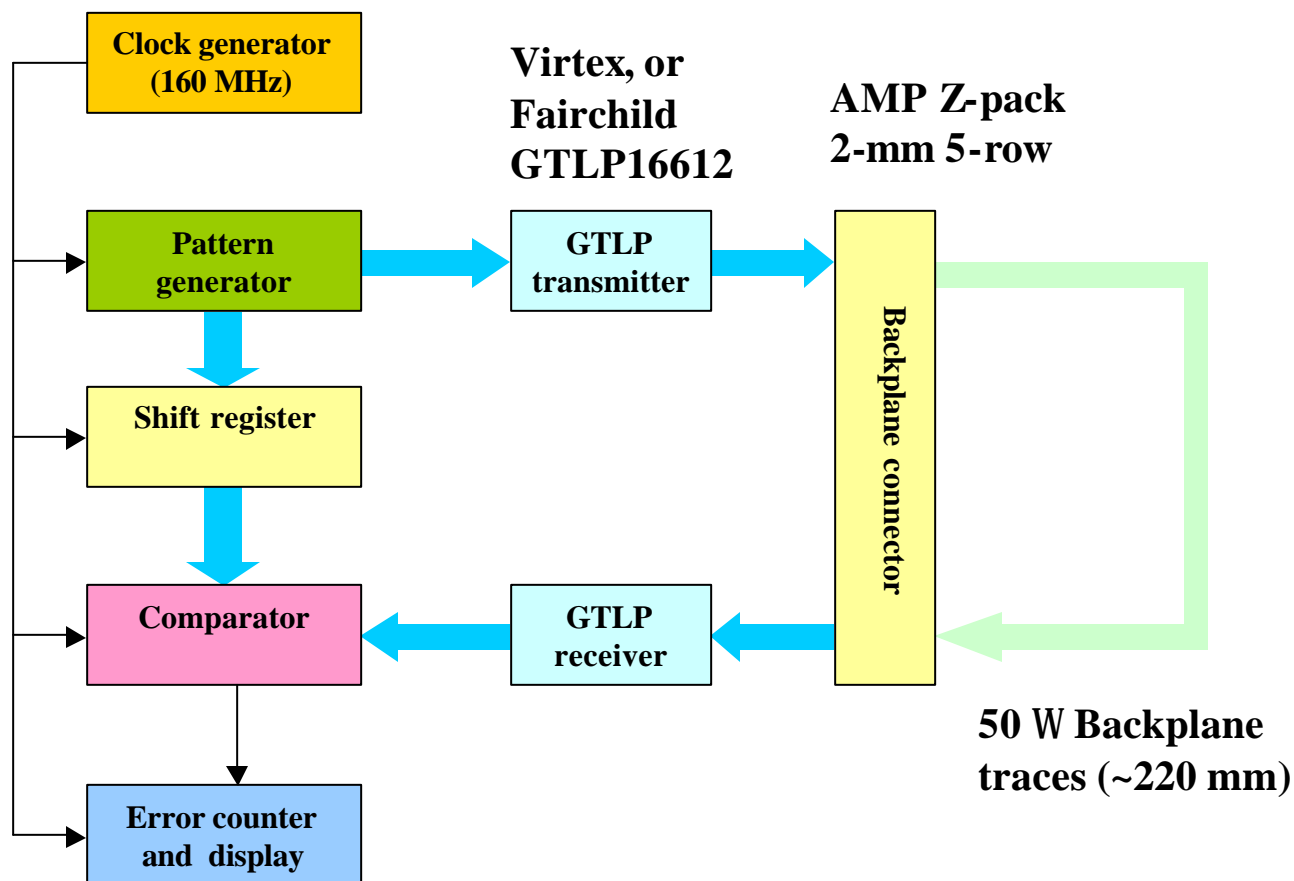 Clock generator
(160 MHz)
Virtex, or
Fairchild
GTLP16612
AMP Z-pack
2-mm 5-row
Pattern
generator
GTLP
transmitter
Backplane connector
Shift register
Comparator
GTLP
receiver
50 W Backplane
traces (~220 mm)
Error counter
and display